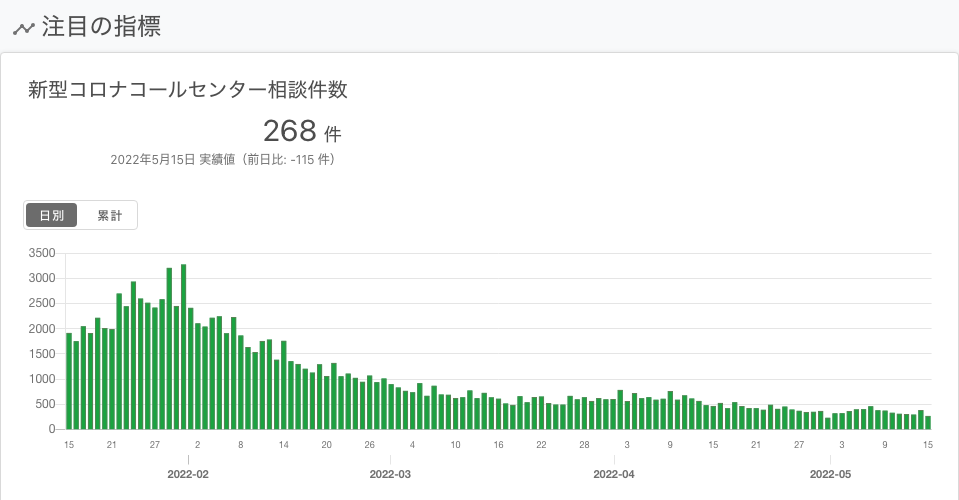 注目の指標
新型コロナコールセンター相談件数
268 件
2022年5月15日 実績値（前日比: -115 件）
日別 累計
3500
3000
2500
2000
1500
1000
500
0
15 21 27 2 8 14 20 26 4 10 16 22 28 3 9 15 21 27 3 9 15
2022-02 2022-03 2022-04 2022-05